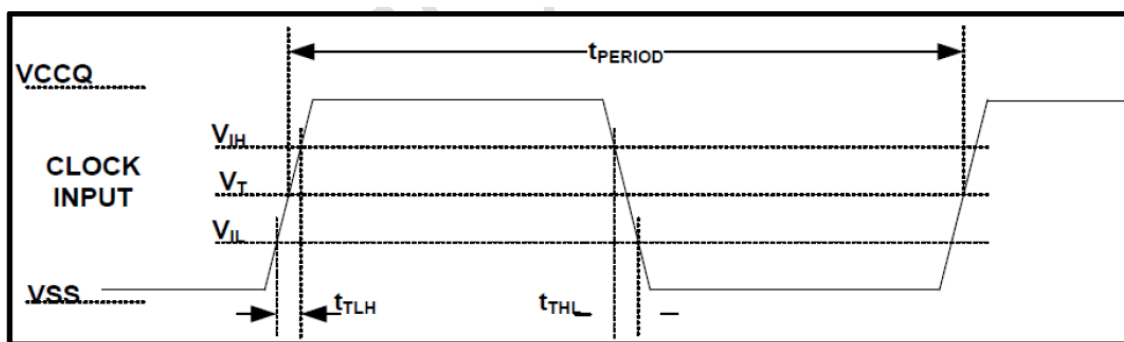 tPERIOD
VCCQ
VIH
CLOCK
INPUT
VT
VIL
VSS
tTLH
tTHL